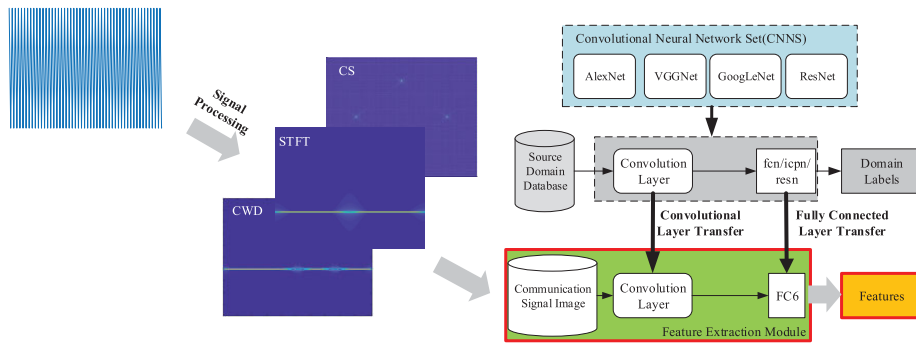 Signal
Processing
CS
STFT
CWD
Convolutional Neural Network Set(CNNS)
AlexNet
VGGNet
GoogLeNet
ResNet
Source
Domain
Database
Convolution
Layer
fcn/icpn/
resn
Domain
Labels
Convolutional
Layer Transfer
Fully Connected
Layer Transfer
Communication
Signal Image
Convolution
Layer
FC6
Features
Feature Extraction Module